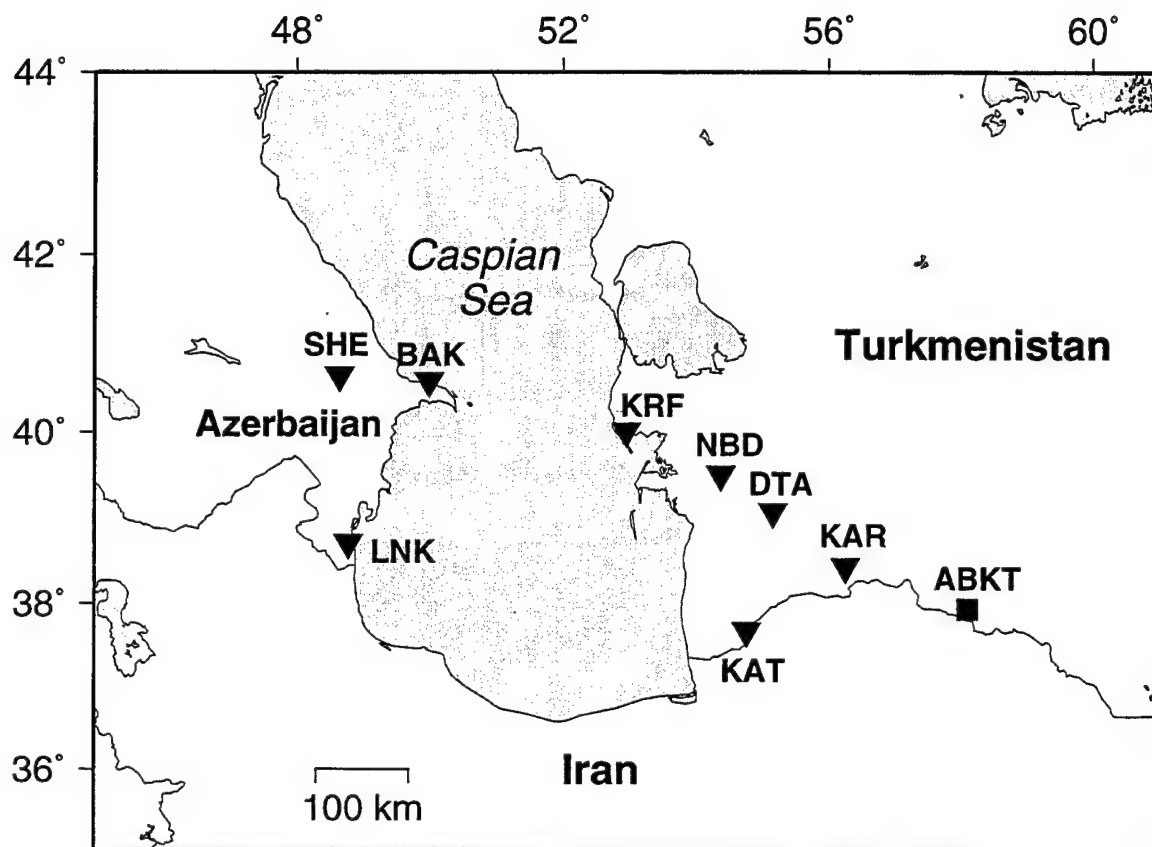 48° 52° 56° 60°
44°
42°
40°
38°
36°
Caspian
Sea
SHE BAK
Turkmenistan
Azerbaijan
KRF
NBD
DTA
LNK
KAR
ABKT
KAT
Iran
100 km